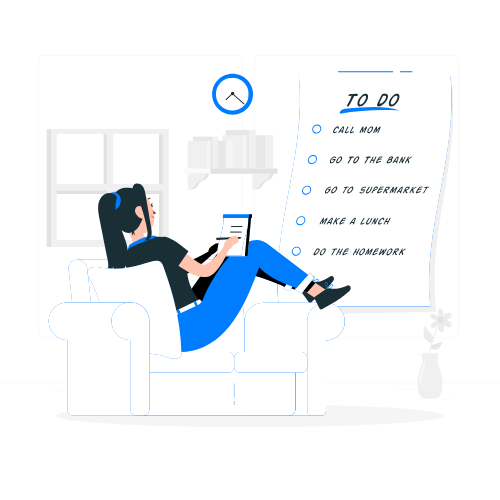 TO DO
CALL MOM
GO TO THE BANK
GO TO SUPERMARKET
MAKE A LUNCH
DO THE HOMEWORK